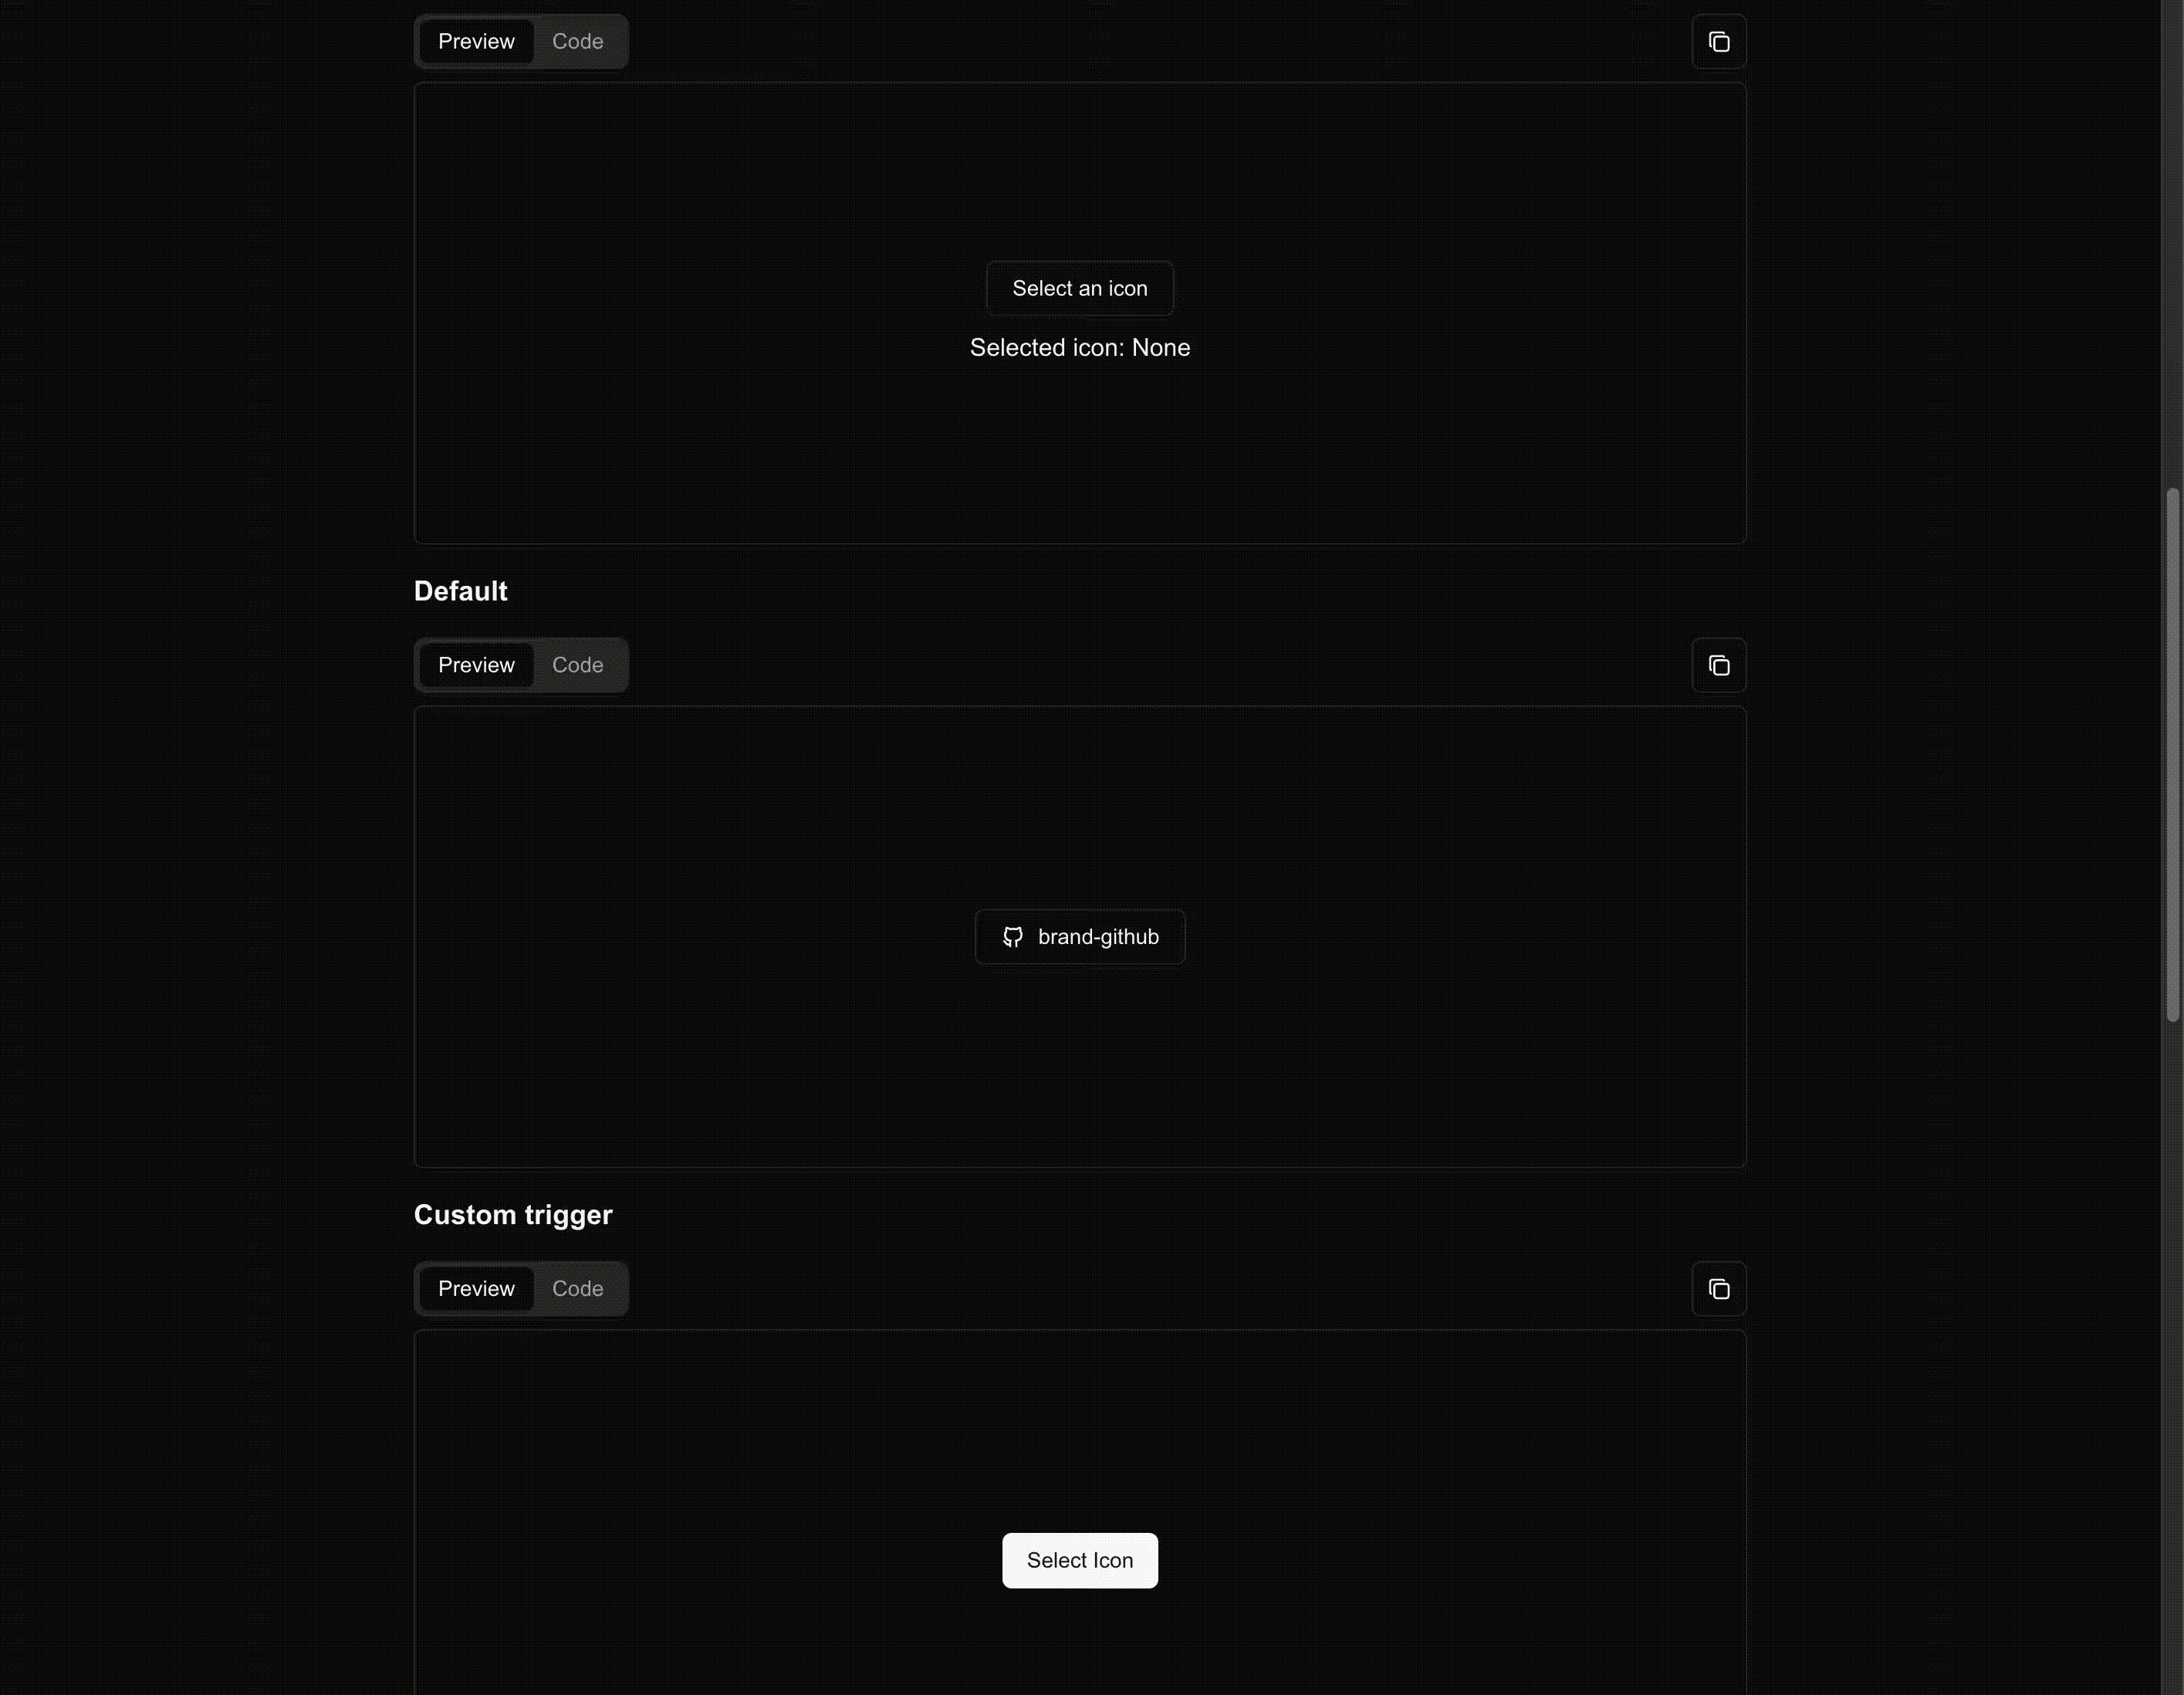 Preview Code
Select an icon
Selected icon: None
Default
Preview Code
brand-github
Custom trigger
Preview Code
Select Icon